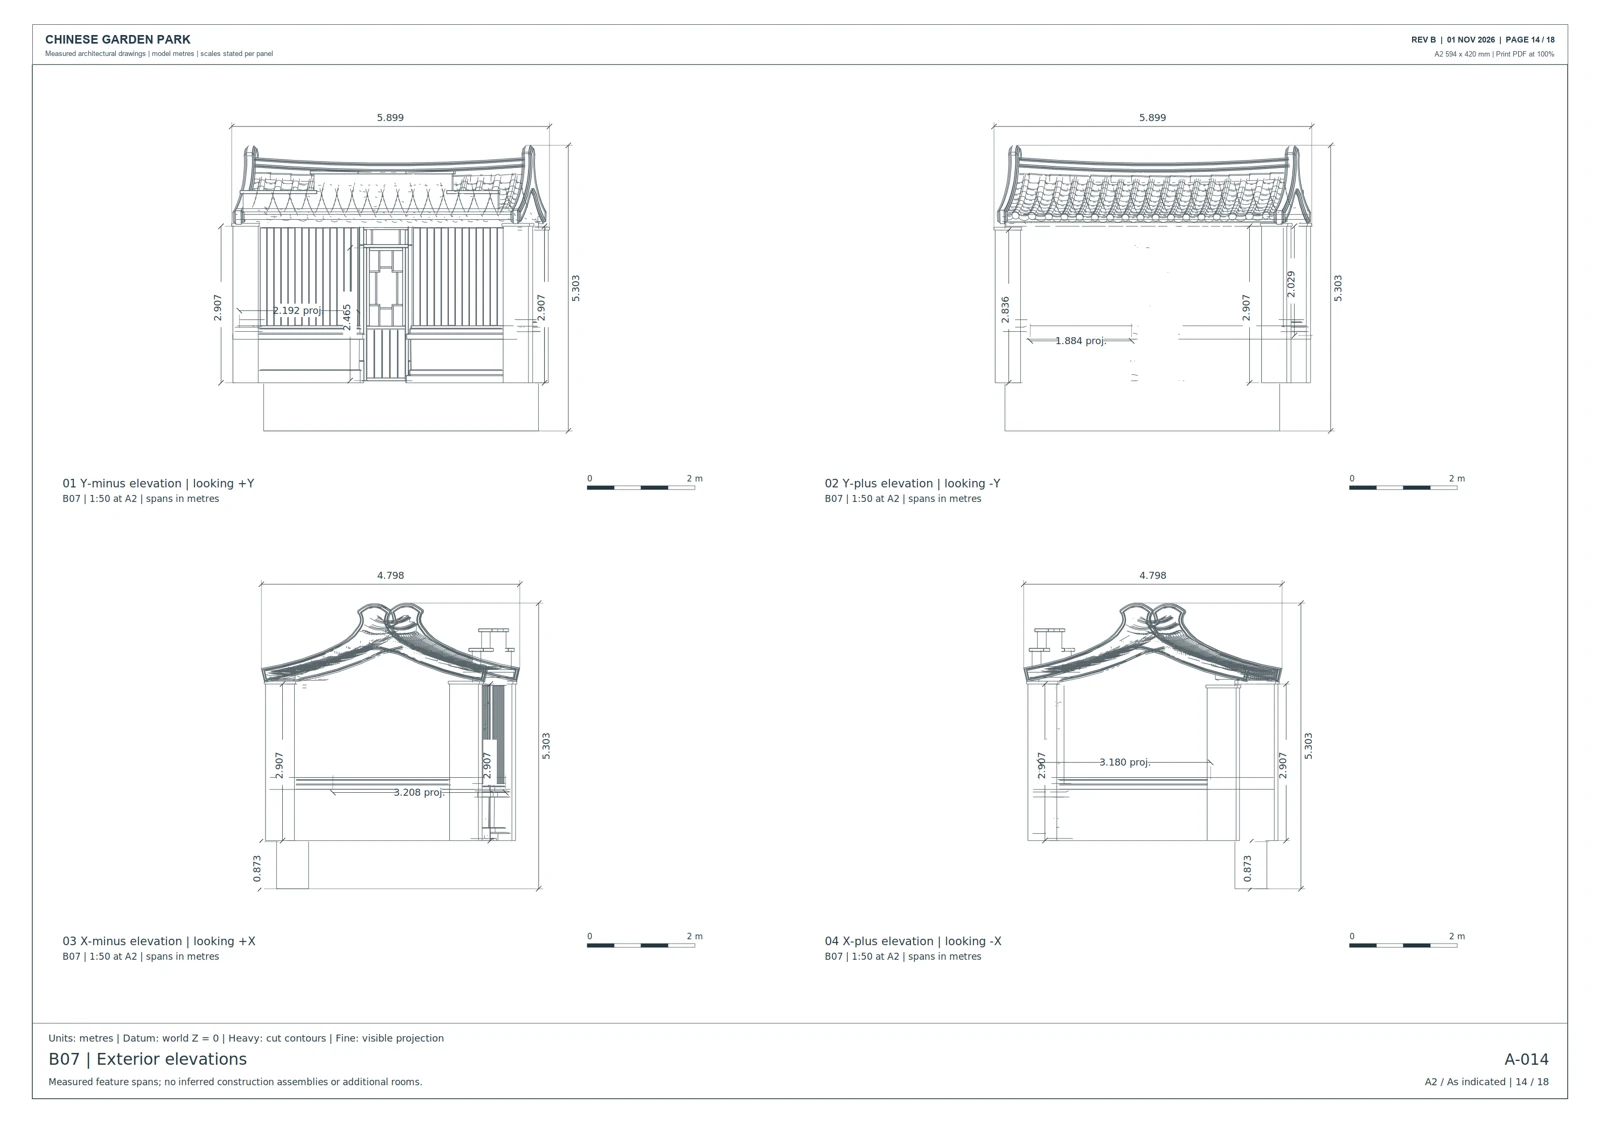 CHINESE GARDEN PARK
Measured architectural drawings | model metres | scales stated per panel
REV B | 01 NOV 2026 | PAGE 14 / 18
A2 594 x 420 mm | Print PDF at 100%
5.899
2.907
2.192 proj.
2.465
2.907
5.303
01 Y-minus elevation | looking +Y
B07 | 1:50 at A2 | spans in metres
0 2 m
5.899
2.836
1.884 proj.
2.907
2.029
5.303
02 Y-plus elevation | looking -Y
B07 | 1:50 at A2 | spans in metres
0 2 m
4.798
2.907
3.208 proj.
2.907
5.303
0.873
03 X-minus elevation | looking +X
B07 | 1:50 at A2 | spans in metres
0 2 m
4.798
2.907
3.180 proj.
2.907
5.303
0.873
04 X-plus elevation | looking -X
B07 | 1:50 at A2 | spans in metres
0 2 m
Units: metres | Datum: world Z = 0 | Heavy: cut contours | Fine: visible projection
B07 | Exterior elevations
Measured feature spans; no inferred construction assemblies or additional rooms.
A-014
A2 / As indicated | 14 / 18